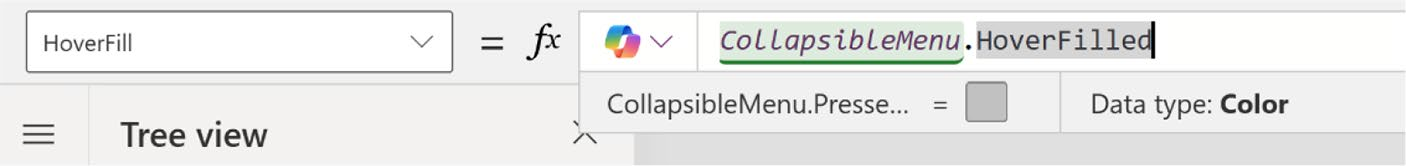 HoverFill = fx CollapsibleMenu.HoverFilled
CollapsibleMenu.Presse... = Data type: Color
Tree view